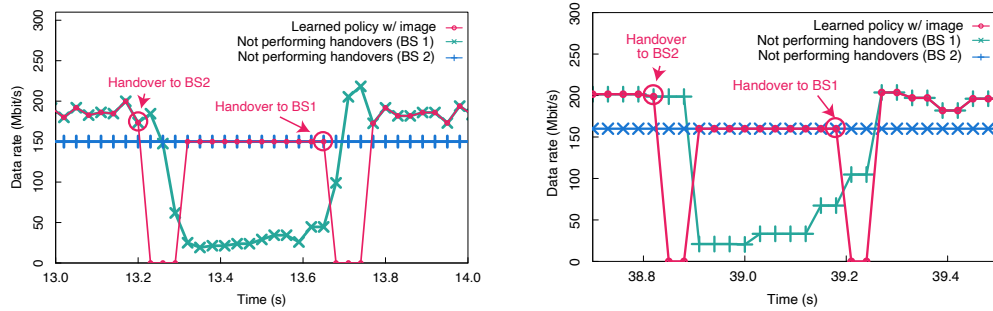 Learned policy w/ image
Not performing handovers (BS 1)
Not performing handovers (BS 2)
Handover to BS2
Handover to BS1
Data rate (Mbit/s)
300
250
200
150
100
50
0
13.0
13.2
13.4
13.6
13.8
14.0
Time (s)
Learned policy w/ image
Not performing handovers (BS 1)
Not performing handovers (BS 2)
Handover
to BS2
Handover to BS1
Data rate (Mbit/s)
300
250
200
150
100
50
0
38.8
39.0
39.2
39.4
Time (s)